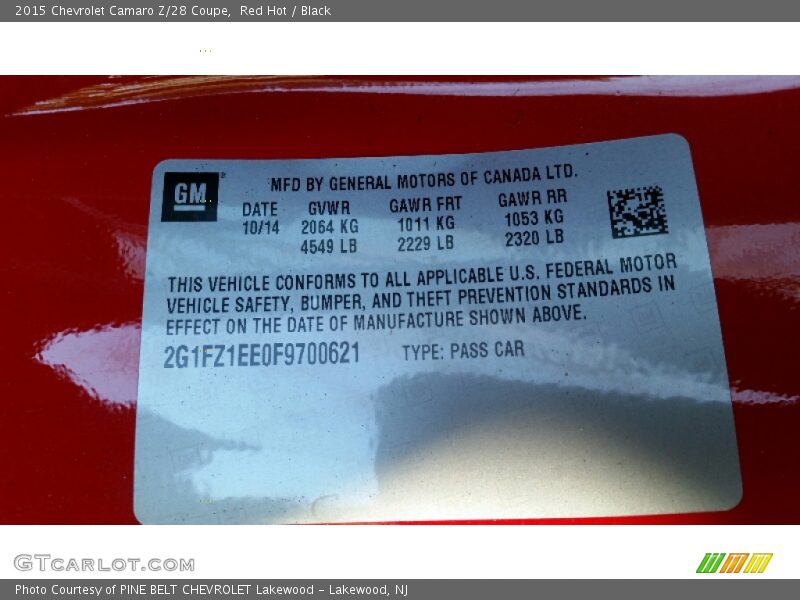 2015 Chevrolet Camaro Z/28 Coupe, Red Hot / Black
GM
MFD BY GENERAL MOTORS OF CANADA LTD.
DATE GVWR GAWR FRT GAWR RR
10/14 2064 KG 1011 KG 1053 KG
4549 LB 2229 LB 2320 LB
THIS VEHICLE CONFORMS TO ALL APPLICABLE U.S. FEDERAL MOTOR
VEHICLE SAFETY, BUMPER, AND THEFT PREVENTION STANDARDS IN
EFFECT ON THE DATE OF MANUFACTURE SHOWN ABOVE.
2G1FZ1EE0F9700621 TYPE: PASS CAR
GTCARLOT.COM
Photo Courtesy of PINE BELT CHEVROLET Lakewood - Lakewood, NJ